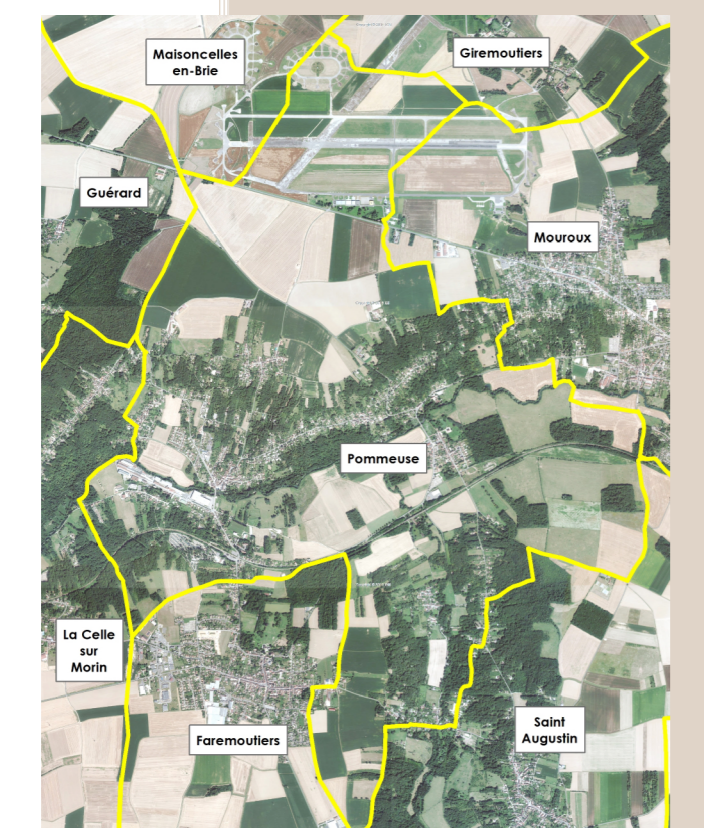 Maisoncelles
en-Brie
Giremoutiers
Guérard
Mouroux
Pommeuse
La Celle
sur
Morin
Faremoutiers
Saint
Augustin